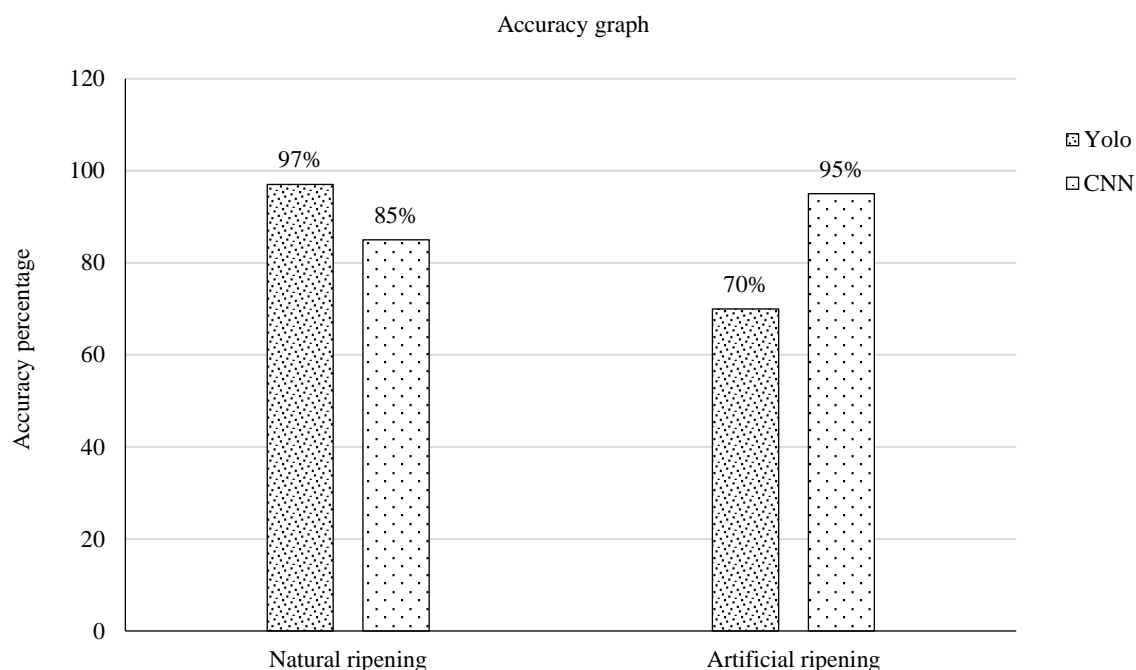 Accuracy graph
120
100
80
60
40
20
0
Accuracy percentage
97%
85%
70%
95%
Natural ripening
Artificial ripening
Yolo
CNN